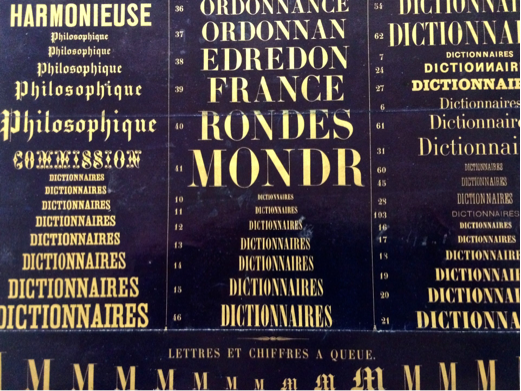 HARMONIEUSE
Philosophique
Philosophique
Philosophique
Philosophique
Philosophique
COMMISSION
DICTIONNAIRES
DICTIONNAIRES
DICTIONNAIRES
DICTIONNAIRES
DICTIONNAIRES
DICTIONNAIRES
DICTIONNAIRES
DICTIONNAIRES
36 ORDONNANCE
37 ORDONNAN
38 EDREDON
39 FRANCE
40 RONDES
41 MONDR
10 DICTIONNAIRES
11 DICTIONNAIRES
12 DICTIONNAIRES
13 DICTIONNAIRES
14 DICTIONNAIRES
15 DICTIONNAIRES
16 DICTIONNAIRES
54 DICTIONN
62 DICTIONNA
7 DICTIONNAIRES
24 DICTIONNAIRES
27 DICTIONNAIRES
6 Dictionnaires
61 Dictionnaires
31 Dictionnai
60 DICTIONNAIRES
45 DICTIONNAIRES
28 DICTIONNAIRES
103 DICTIONNAIRES
16 DICTIONNAIRES
17 DICTIONNAIRES
18 DICTIONNAIRES
19 DICTIONNAIRES
20 DICTIONNA
21 DICTIONNA
LETTRES ET CHIFFRES A QUEUE.
M M M M M M M M M M M M